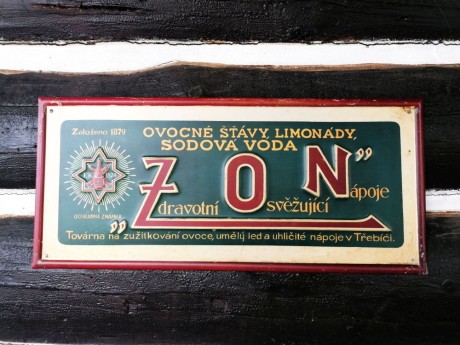 Založeno 1879
OVOCNÉ ŠŤÁVY, LIMONÁDY,
SODOVÁ VODA
„ZON”
Zdravotní Osvěžující Nápoje
OCHRANNÁ ZNÁMKA
Továrna na zužitkování ovoce, umělý led a uhličité nápoje v Třebíči.